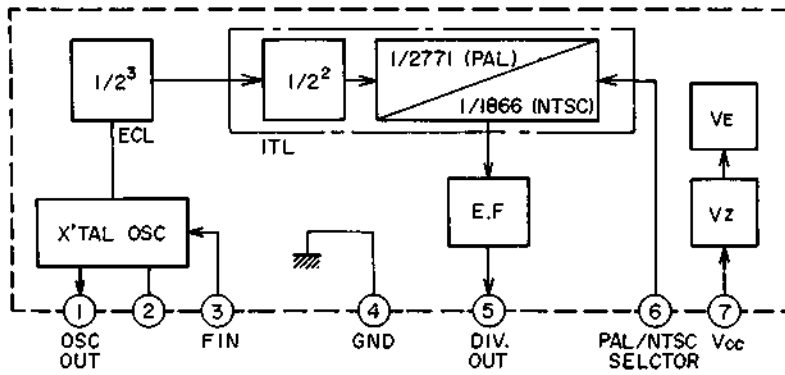 1/2³
1/2²
1/2771 (PAL)
1/1866 (NTSC)
ECL
ITL
VE
X'TAL OSC
E.F
VZ
1
2
3
4
5
6
7
OSC OUT
FIN
GND
DIV. OUT
PAL/NTSC SELCTOR
Vcc